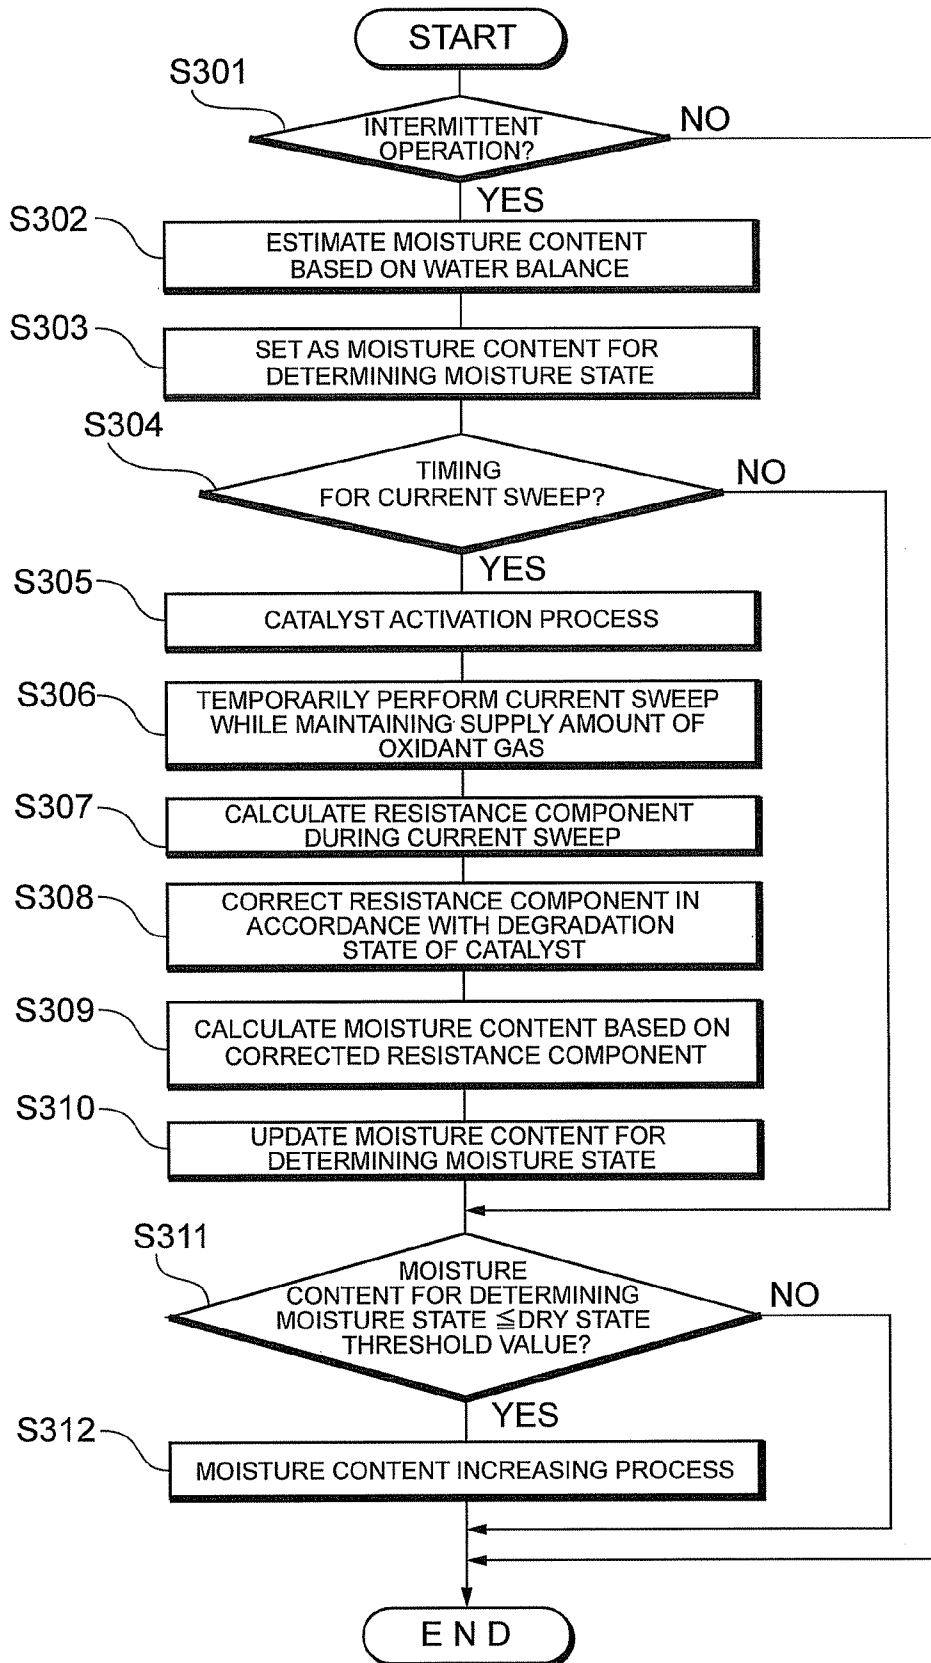 START
S301
INTERMITTENT
OPERATION?
NO
YES
S302
ESTIMATE MOISTURE CONTENT
BASED ON WATER BALANCE
S303
SET AS MOISTURE CONTENT FOR
DETERMINING MOISTURE STATE
S304
TIMING
FOR CURRENT SWEEP?
NO
YES
S305
CATALYST ACTIVATION PROCESS
S306
TEMPORARILY PERFORM CURRENT SWEEP
WHILE MAINTAINING SUPPLY AMOUNT OF
OXIDANT GAS
S307
CALCULATE RESISTANCE COMPONENT
DURING CURRENT SWEEP
S308
CORRECT RESISTANCE COMPONENT IN
ACCORDANCE WITH DEGRADATION
STATE OF CATALYST
S309
CALCULATE MOISTURE CONTENT BASED ON
CORRECTED RESISTANCE COMPONENT
S310
UPDATE MOISTURE CONTENT FOR
DETERMINING MOISTURE STATE
S311
MOISTURE
CONTENT FOR DETERMINING
MOISTURE STATE ≦DRY STATE
THRESHOLD VALUE?
NO
YES
S312
MOISTURE CONTENT INCREASING PROCESS
E N D